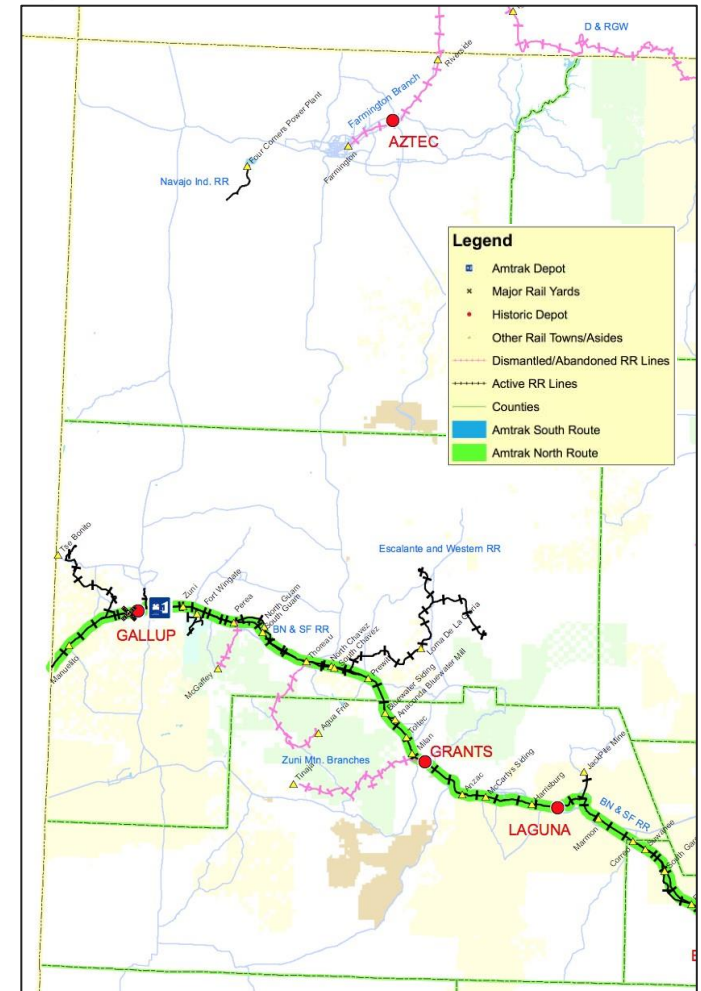 D & RGW
Riverside
Farmington Branch
AZTEC
Farmington
Four Corners Power Plant
Navajo Ind. RR
Legend
Amtrak Depot
Major Rail Yards
Historic Depot
Other Rail Towns/Asides
Dismantled/Abandoned RR Lines
Active RR Lines
Counties
Amtrak South Route
Amtrak North Route
Tse Bonito
Escalante and Western RR
Zuni
Fort Wingate
Perea
North Guam
South Guam
BN & SF RR
GALLUP
Manuelito
McGaffey
Thoreau
North Chavez
South Chavez
Prewitt
Loma De La Gloria
Bluewater Siding
Anaconda Bluewater Mill
Toltec
Milan
Agua Fria
Zuni Mtn. Branches
Tinaja
GRANTS
Anzac
McCartys Siding
Harrisburg
JackPile Mine
LAGUNA
BN & SF RR
Marmon
Correo
Suwanee
South Gar